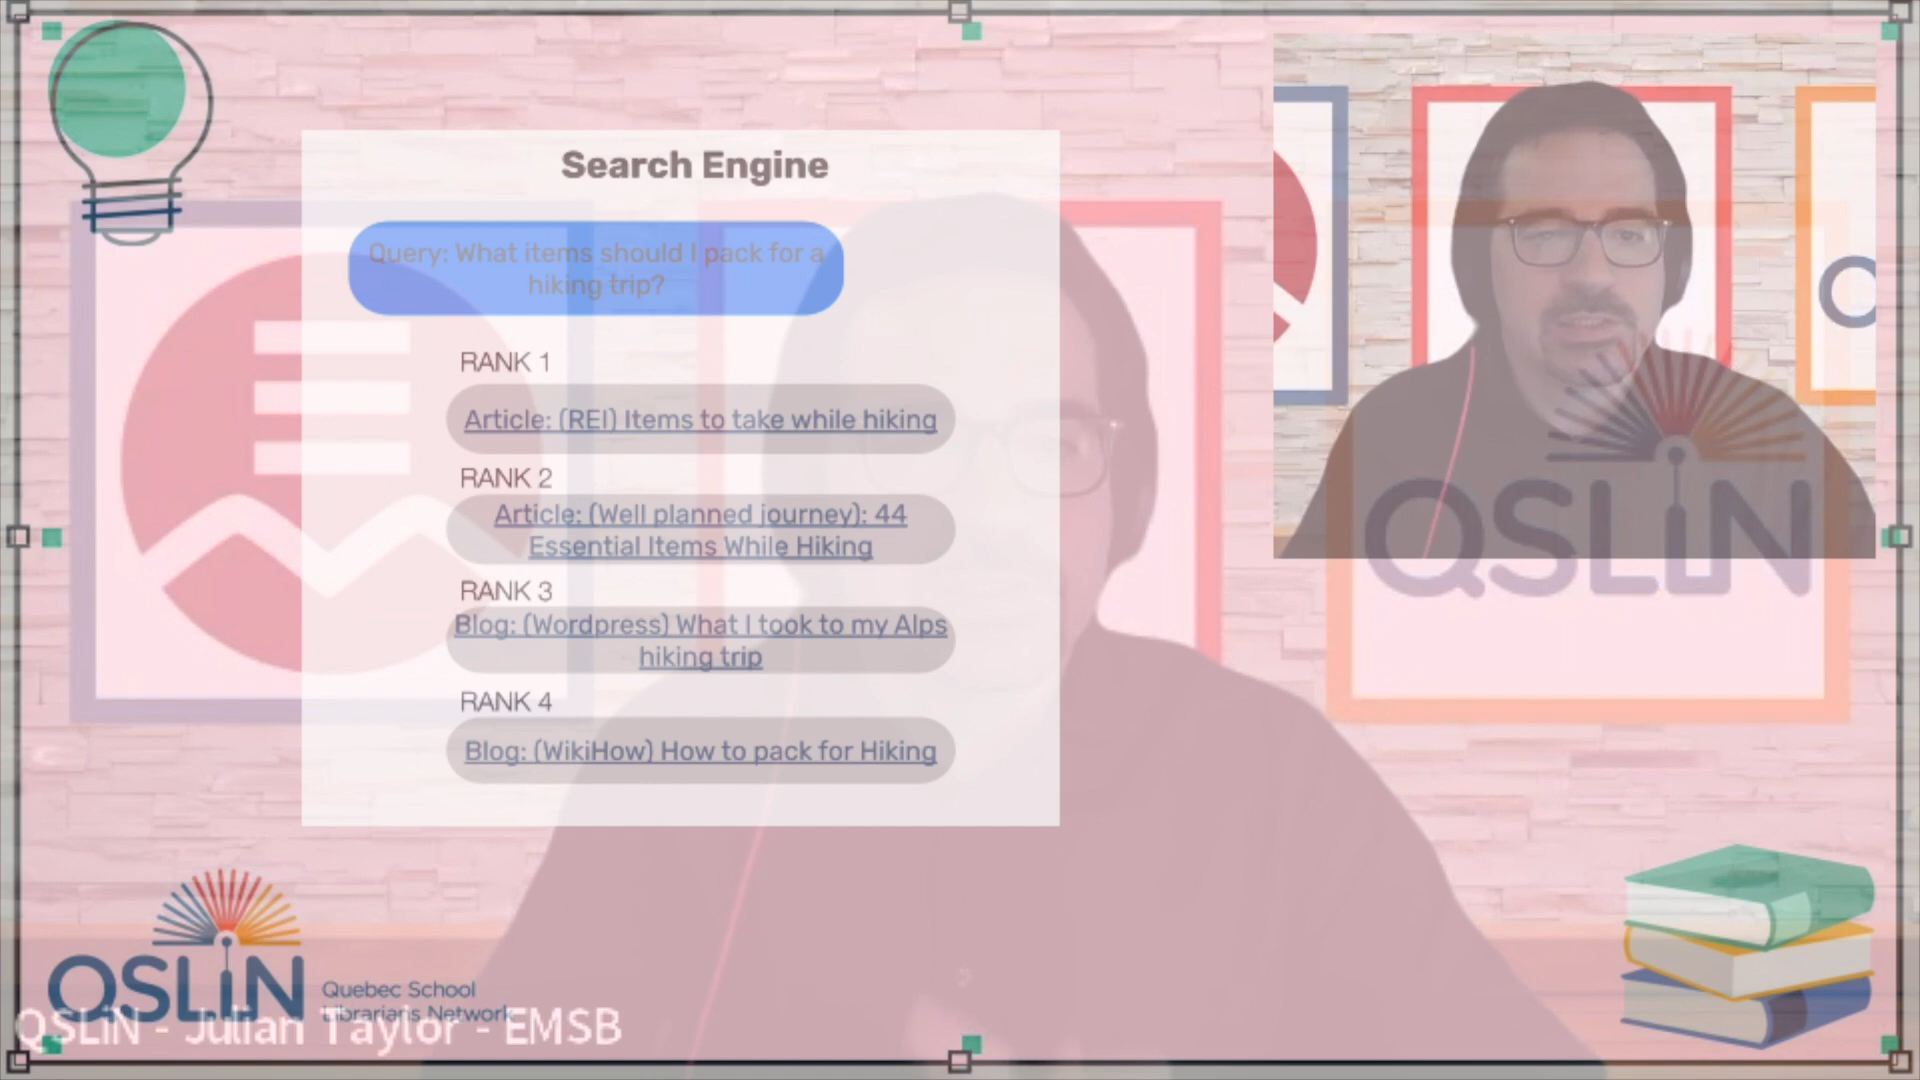 Search Engine
Query: What items should I pack for a
hiking trip?
RANK 1
Article: (REI) Items to take while hiking
RANK 2
Article: (Well planned journey): 44
Essential Items While Hiking
RANK 3
Blog: (Wordpress) What I took to my Alps
hiking trip
RANK 4
Blog: (WikiHow) How to pack for Hiking
QSLiN
QSLiN
Quebec School
Librarians Network
QSLiN - Julian Taylor - EMSB